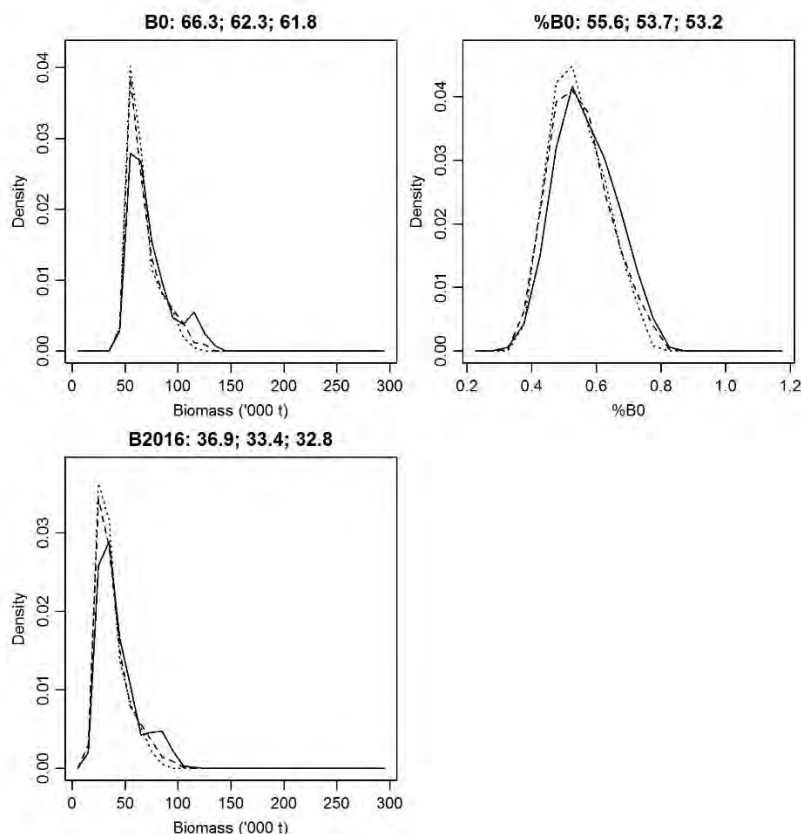 B0: 66.3; 62.3; 61.8
Density
0.00 0.01 0.02 0.03 0.04
0 50 100 150 200 250 300
Biomass ('000 t)
%B0: 55.6; 53.7; 53.2
Density
0.00 0.01 0.02 0.03 0.04
0.2 0.4 0.6 0.8 1.0 1.2
%B0
B2016: 36.9; 33.4; 32.8
Density
0.00 0.01 0.02 0.03
0 50 100 150 200 250 300
Biomass ('000 t)